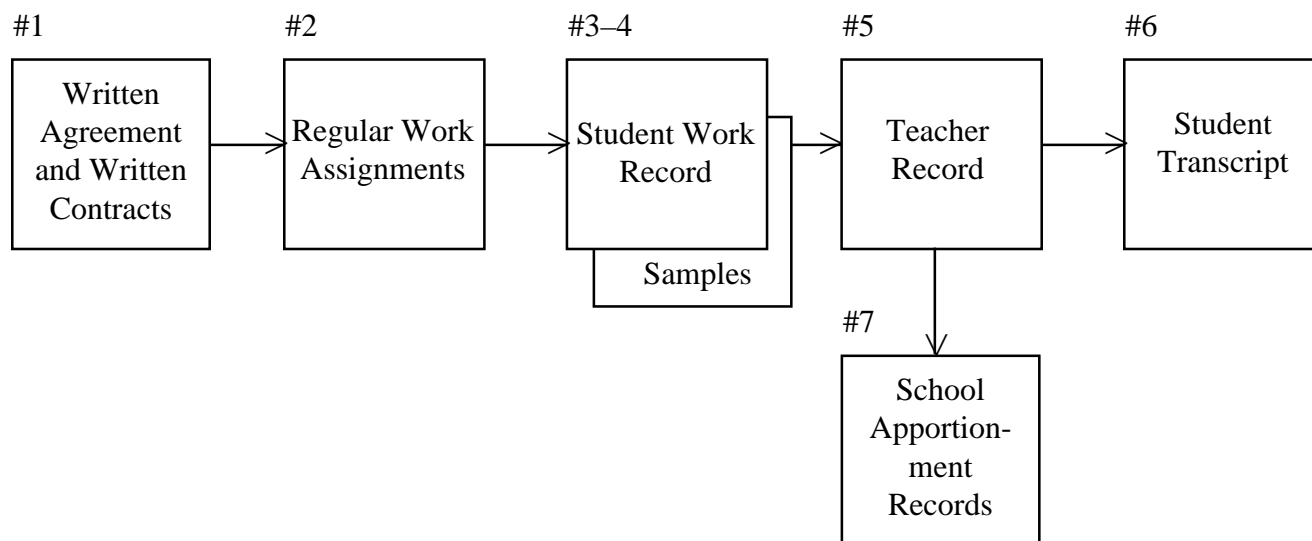 #1
Written
Agreement
and Written
Contracts
#2
Regular Work
Assignments
#3–4
Student Work
Record
Samples
#5
Teacher
Record
#6
Student
Transcript
#7
School
Apportion-
ment
Records